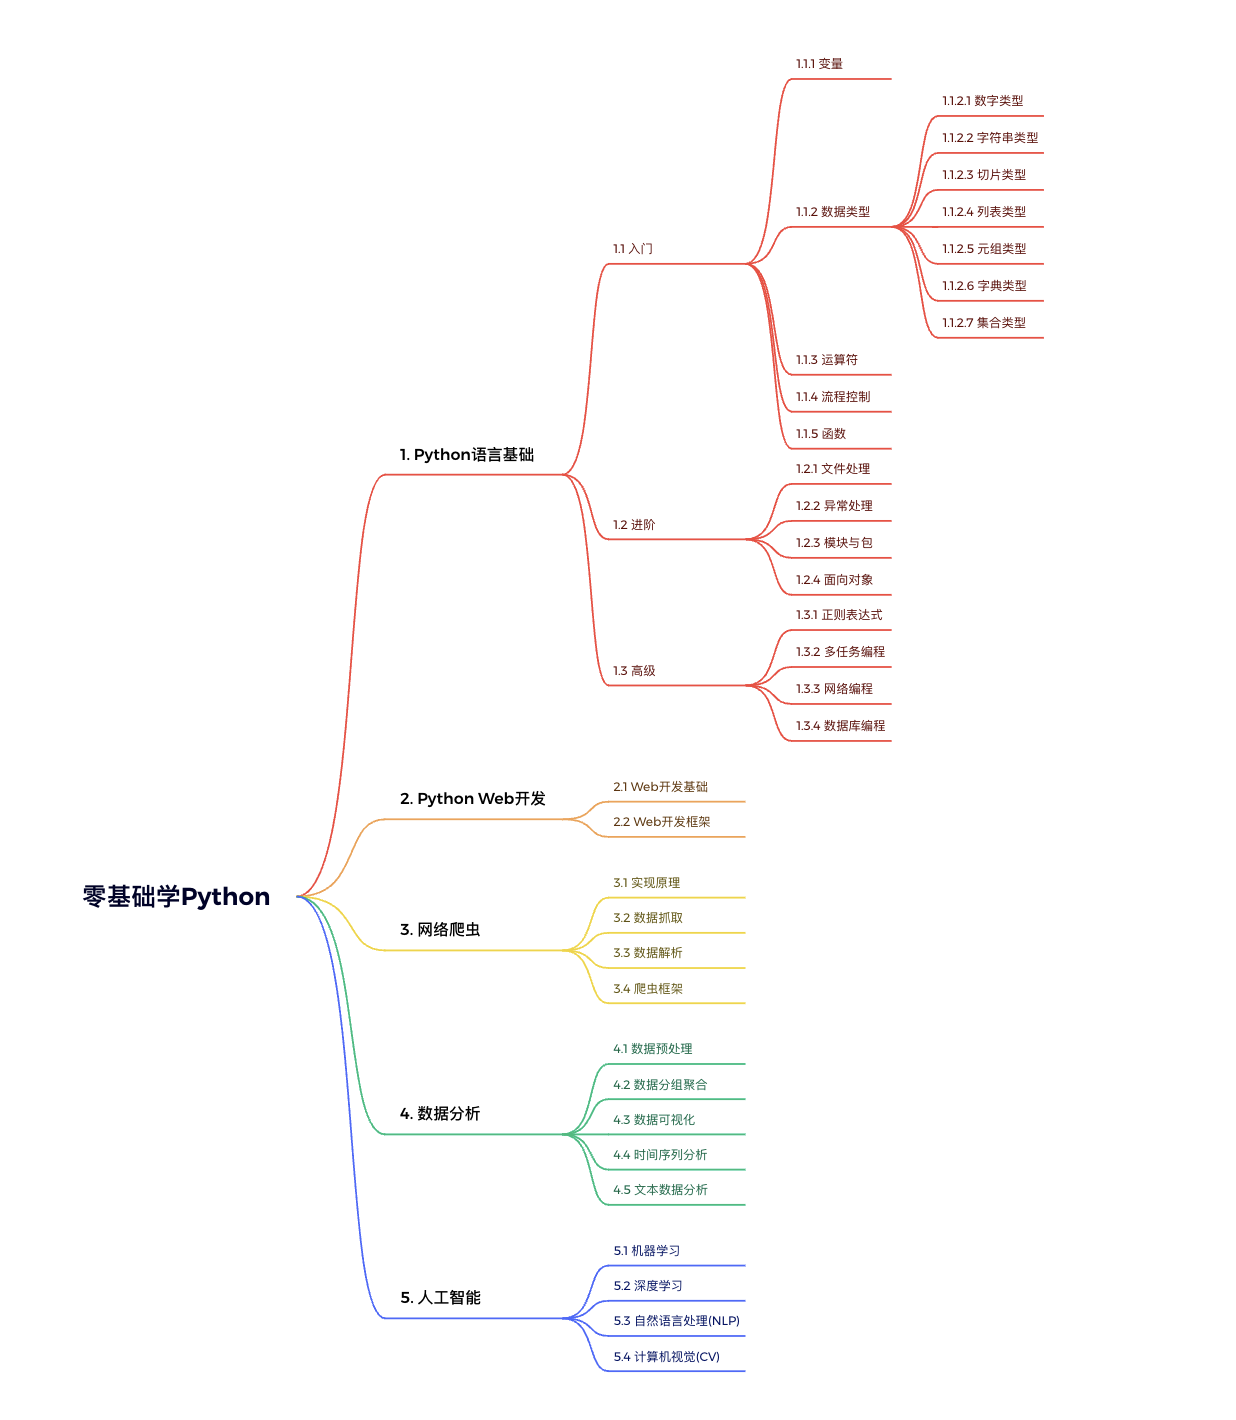 零基础学Python
1. Python语言基础
1.1 入门
1.1.1 变量
1.1.2 数据类型
1.1.2.1 数字类型
1.1.2.2 字符串类型
1.1.2.3 切片类型
1.1.2.4 列表类型
1.1.2.5 元组类型
1.1.2.6 字典类型
1.1.2.7 集合类型
1.1.3 运算符
1.1.4 流程控制
1.1.5 函数
1.2 进阶
1.2.1 文件处理
1.2.2 异常处理
1.2.3 模块与包
1.2.4 面向对象
1.3 高级
1.3.1 正则表达式
1.3.2 多任务编程
1.3.3 网络编程
1.3.4 数据库编程
2. Python Web开发
2.1 Web开发基础
2.2 Web开发框架
3. 网络爬虫
3.1 实现原理
3.2 数据抓取
3.3 数据解析
3.4 爬虫框架
4. 数据分析
4.1 数据预处理
4.2 数据分组聚合
4.3 数据可视化
4.4 时间序列分析
4.5 文本数据分析
5. 人工智能
5.1 机器学习
5.2 深度学习
5.3 自然语言处理(NLP)
5.4 计算机视觉(CV)